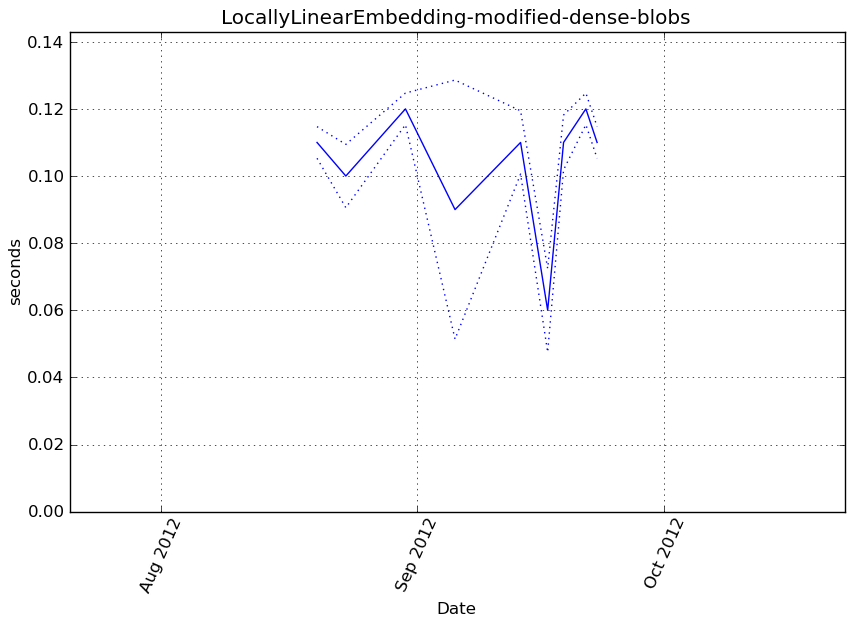 LocallyLinearEmbedding-modified-dense-blobs
0.14
0.12
0.10
0.08
0.06
0.04
0.02
0.00
seconds
Aug 2012
Sep 2012
Oct 2012
Date